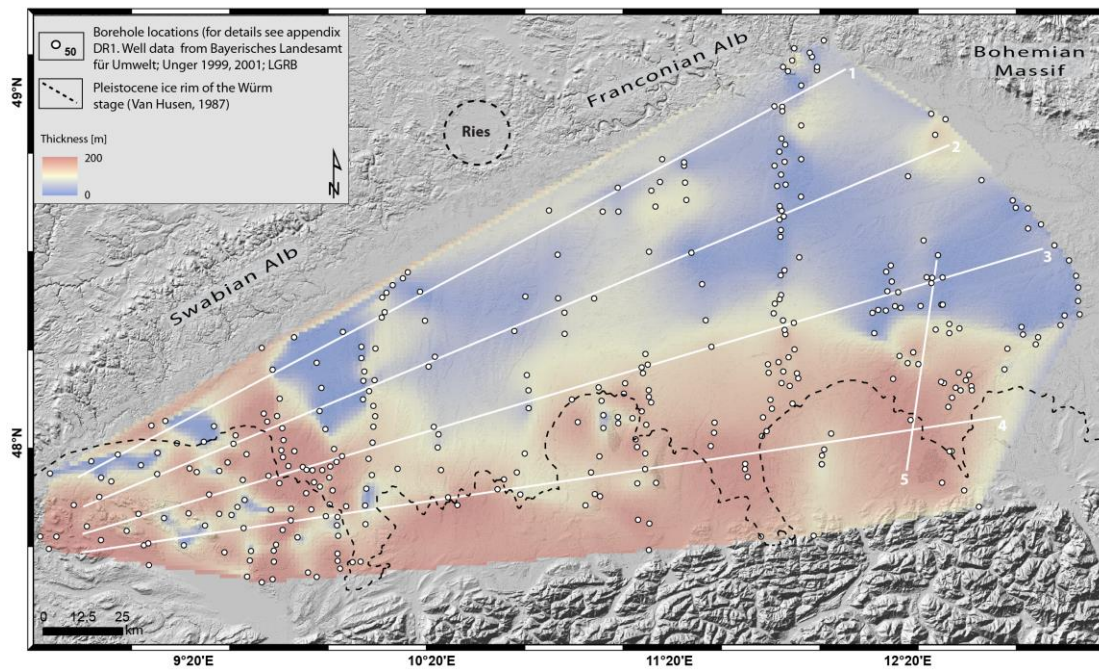 Borehole locations (for details see appendix
50
DR1. Well data from Bayerisches Landesamt
für Umwelt; Unger 1999, 2001; LGRB
Pleistocene ice rim of the Würm
stage (Van Husen, 1987)
Thickness [m]
200
0
N
Ries
Franconian Alb
Bohemian
Massif
Swabian Alb
1
2
3
4
5
49°N
48°N
0 12.5 25
km
9°20'E 10°20'E 11°20'E 12°20'E